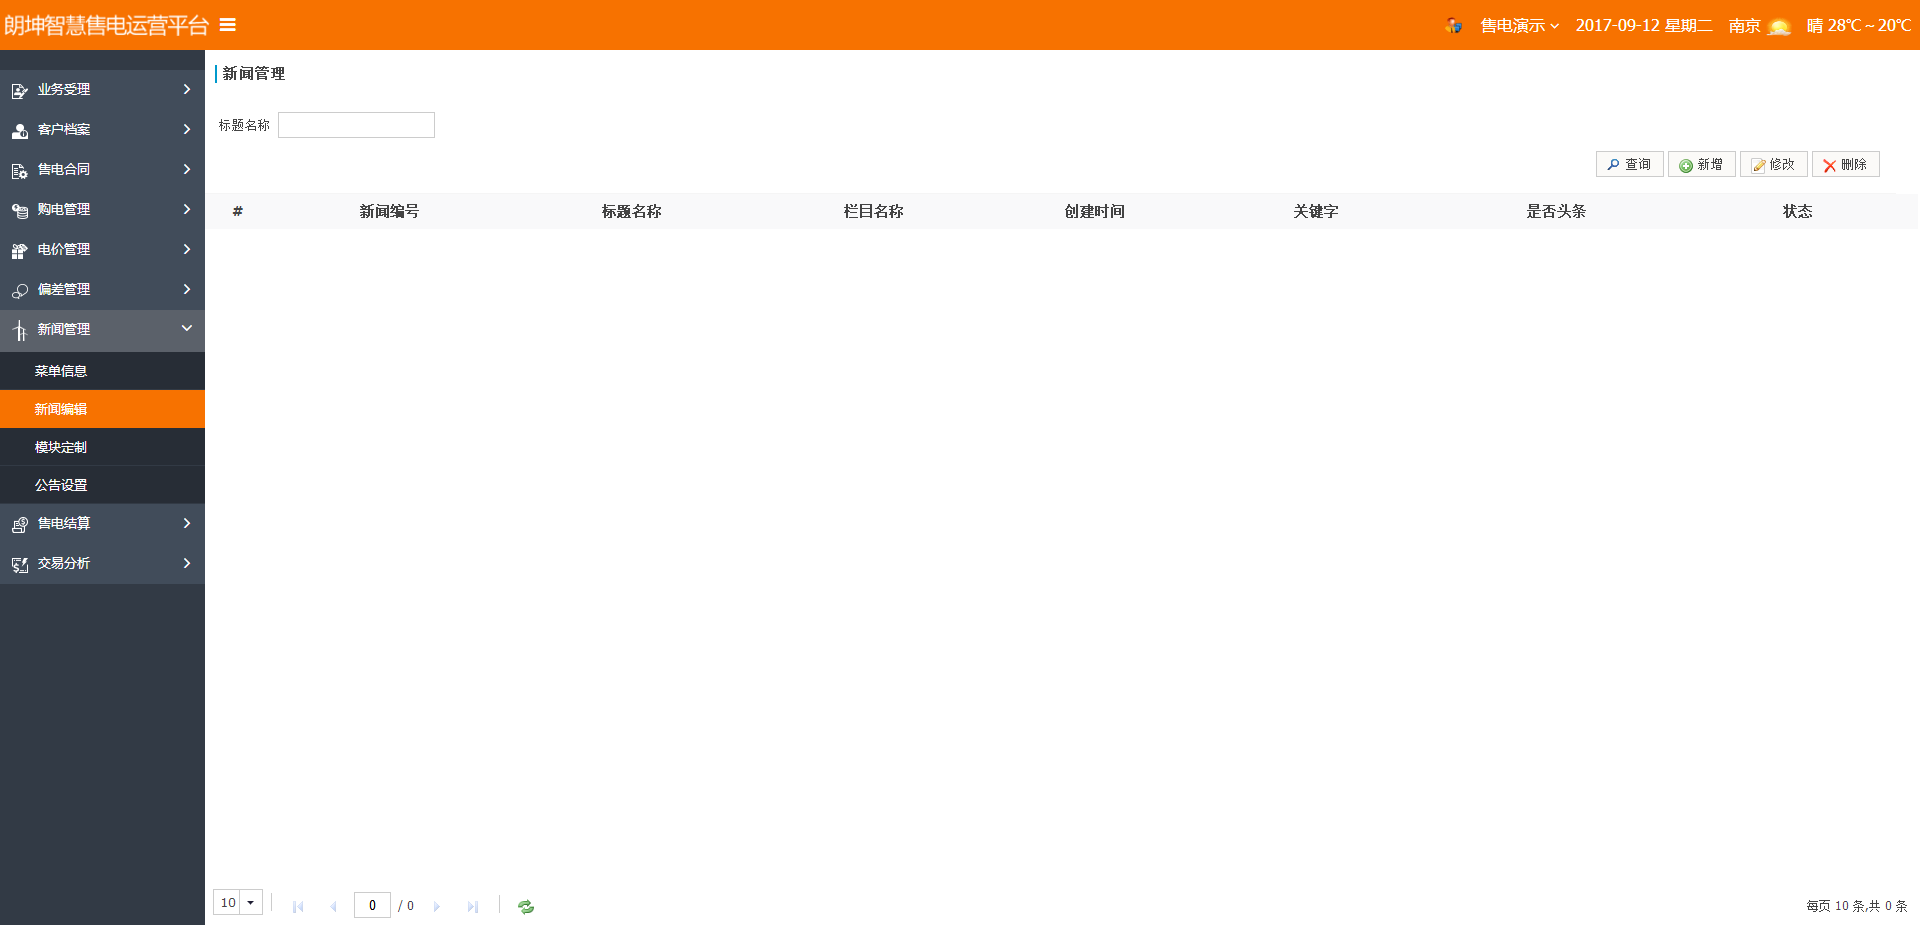 朗坤智慧售电运营平台
售电演示 2017-09-12 星期二 南京 晴 28℃～20℃
业务受理
客户档案
售电合同
购电管理
电价管理
偏差管理
新闻管理
菜单信息
新闻编辑
模块定制
公告设置
售电结算
交易分析
新闻管理
标题名称
查询 新增 修改 删除
# 新闻编号 标题名称 栏目名称 创建时间 关键字 是否头条 状态
10 0 / 0 每页 10 条,共 0 条